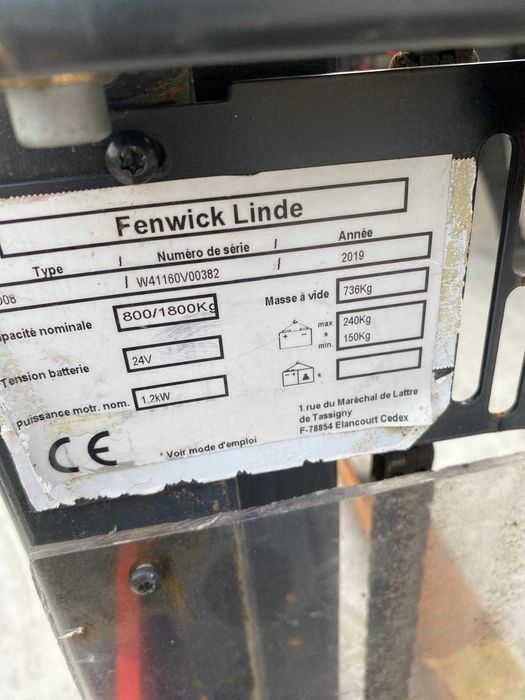 Fenwick Linde
Type / Numéro de série / Année
008 / W41160V00382 / 2019
800/1800Kg
Masse à vide 736Kg
Tension batterie 24V
max 240Kg
*
min. 150Kg
*
Puissance motr. nom. 1.2kW
1 rue du Maréchal de Lattre
de Tassigny
F-78854 Elancourt Cedex
CE
* Voir mode d'emploi
+ -
nominale